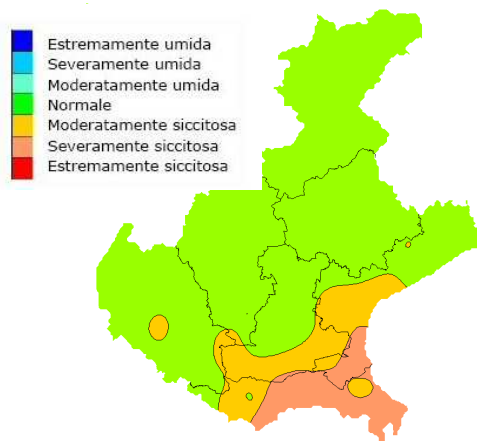 Estremamente umida
Severamente umida
Moderatamente umida
Normale
Moderatamente siccitosa
Severamente siccitosa
Estremamente siccitosa